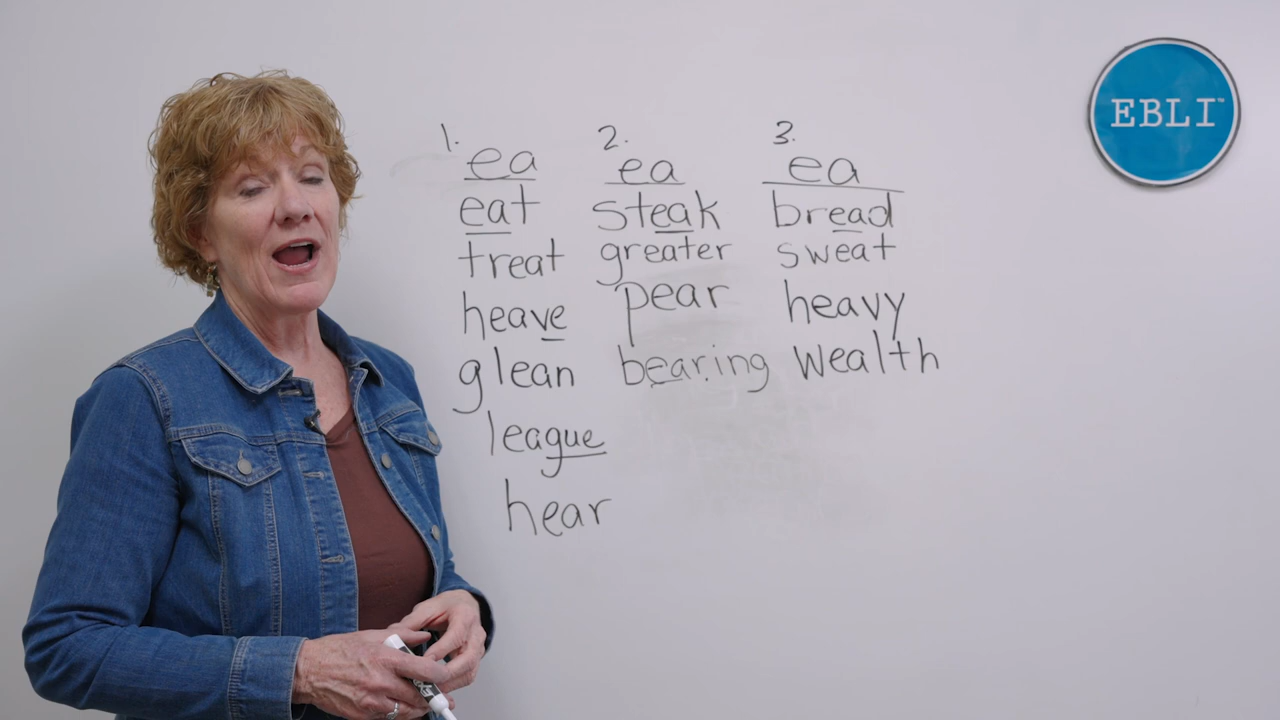 1.
ea
eat
treat
heave
glean
league
hear
2.
ea
steak
greater
pear
bearing
3.
ea
bread
sweat
heavy
wealth
EBLI™